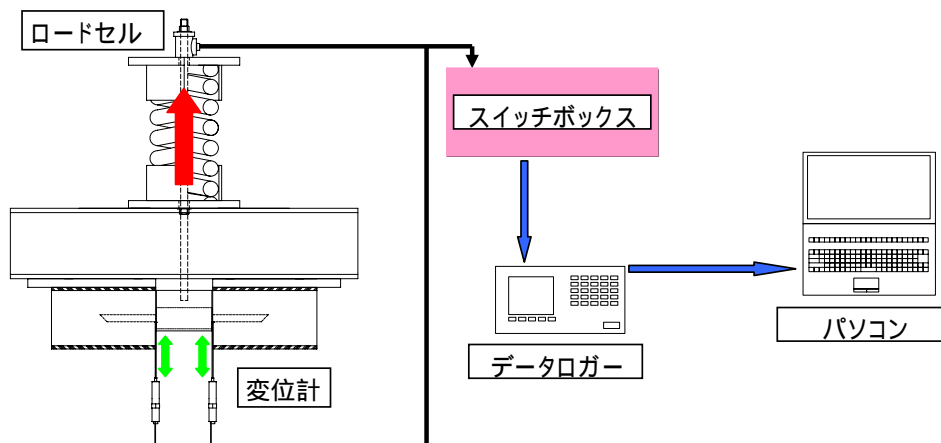 ロードセル
スイッチボックス
データロガー
パソコン
変位計